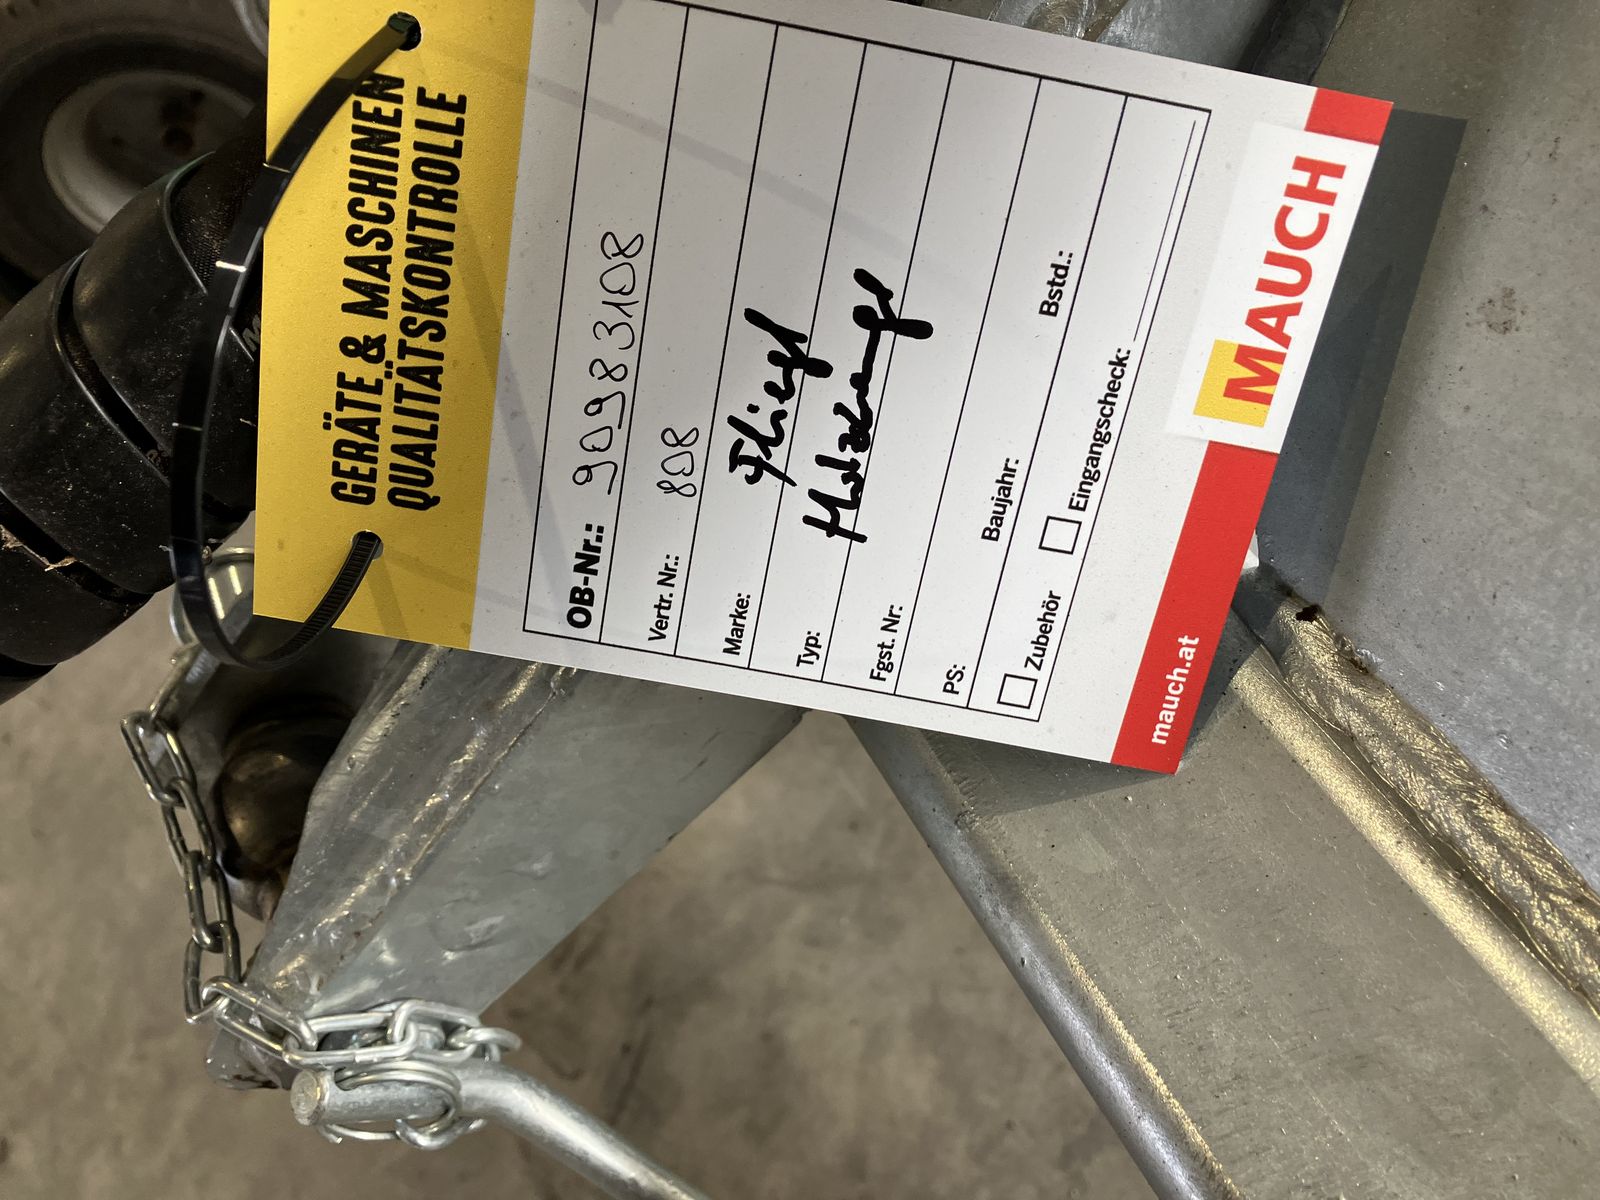 GERÄTE & MASCHINEN
QUALITÄTSKONTROLLE
OB-Nr.: 90983108
Vertr. Nr.: 808
Marke: Fliegl
Typ: Holzzange
Fgst. Nr:
PS: Baujahr:
Zubehör Bstd.:
Eingangscheck:
mauch.at MAUCH